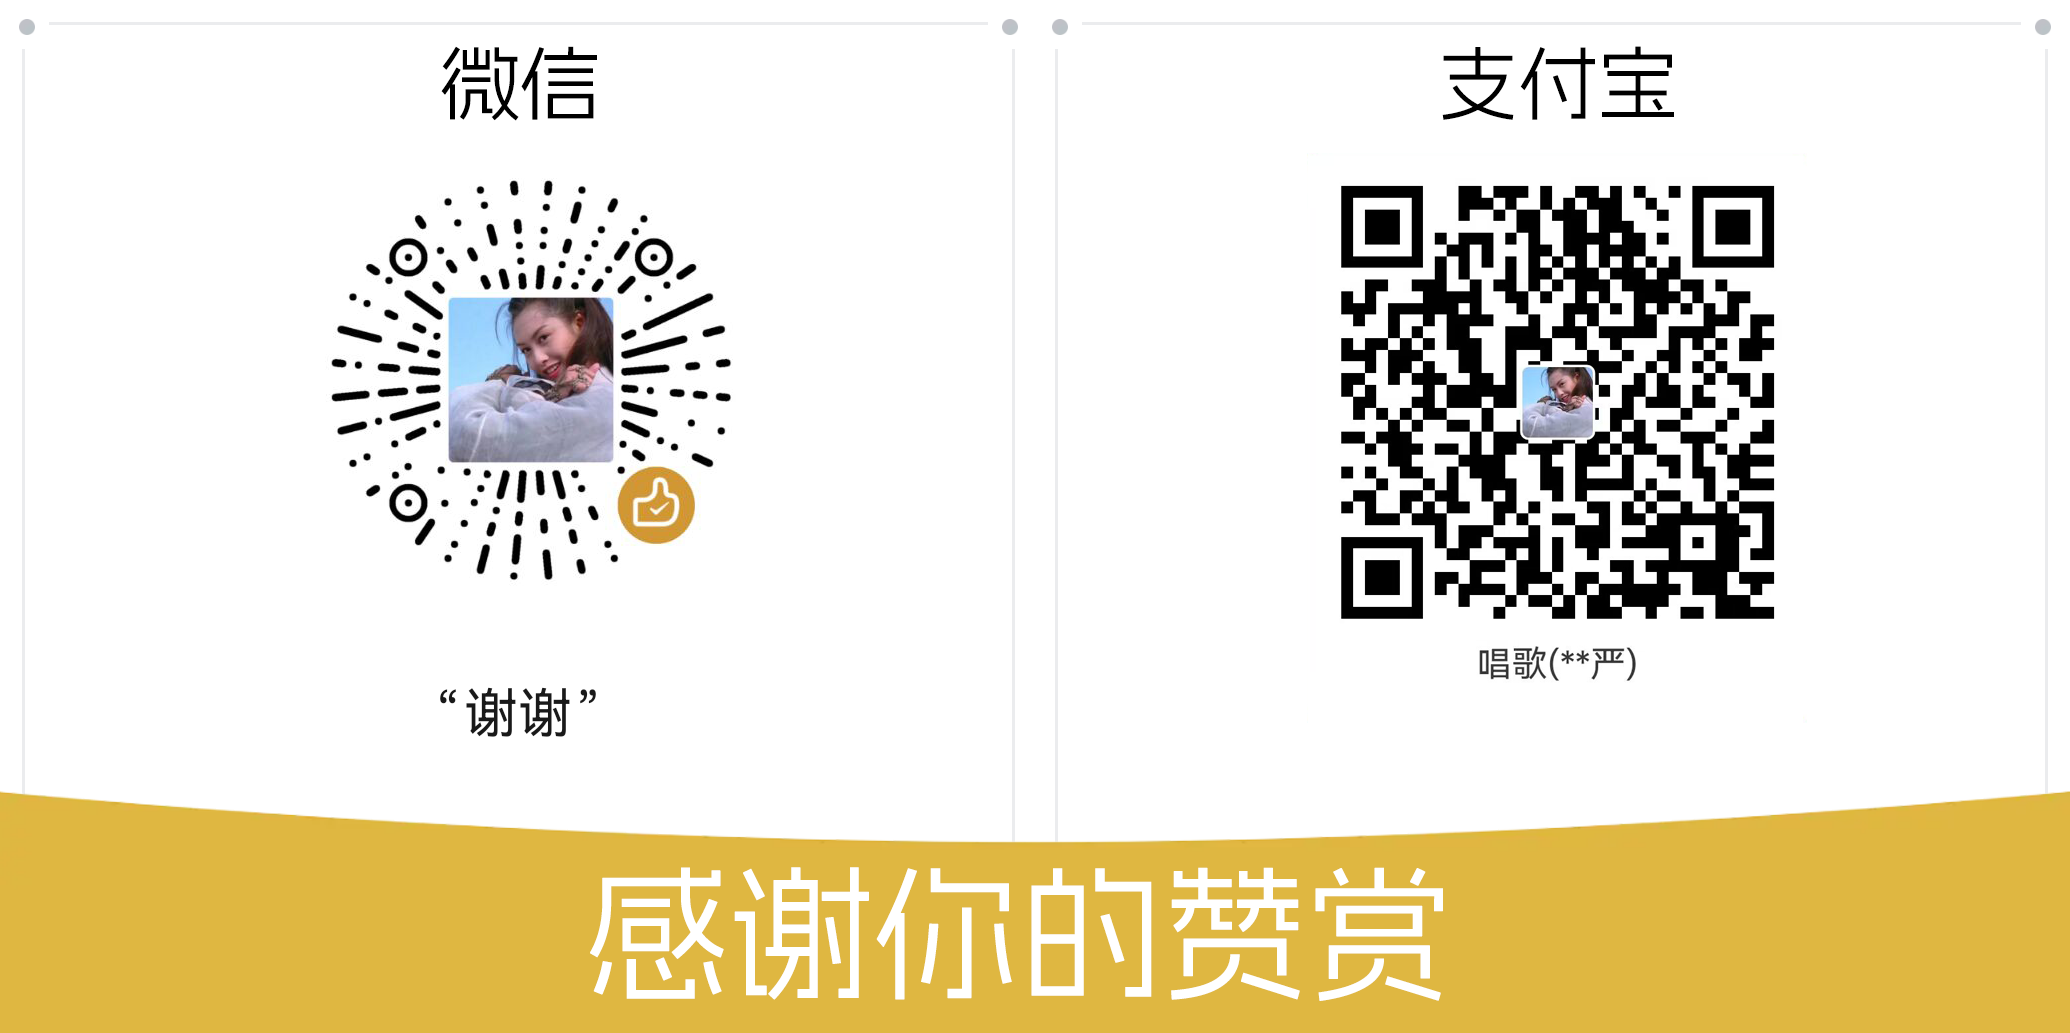 微信
支付宝
唱歌(**严)
“谢谢”
感谢你的赞赏